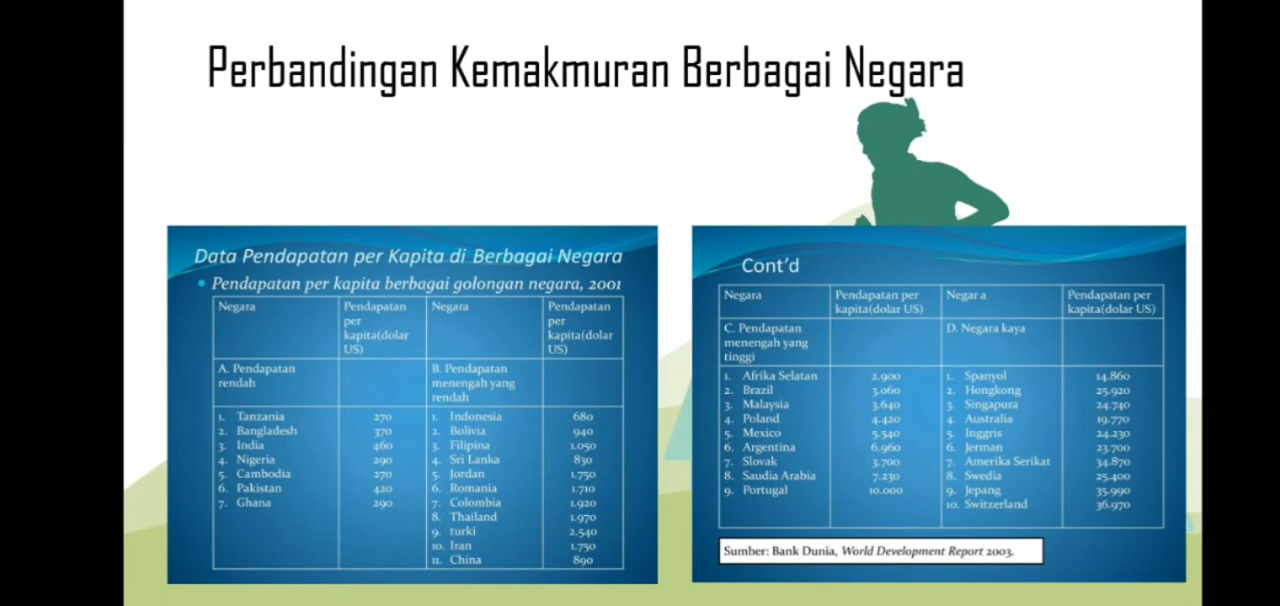 Perbandingan Kemakmuran Berbagai Negara
Data Pendapatan per Kapita di Berbagai Negara
• Pendapatan per kapita berbagai golongan negara, 2001
Negara Pendapatan per kapita(dolar US) Negara Pendapatan per kapita(dolar US)
A. Pendapatan rendah B. Pendapatan menengah yang rendah
1. Tanzania 270 1. Indonesia 680
2. Bangladesh 370 2. Bolivia 940
3. India 460 3. Filipina 1.050
4. Nigeria 290 4. Sri Lanka 830
5. Cambodia 270 5. Jordan 1.750
6. Pakistan 420 6. Romania 1.710
7. Ghana 290 7. Colombia 1.920
8. Thailand 1.970
9. turki 2.540
10. Iran 1.750
11. China 890
Cont'd
Negara Pendapatan per kapita(dolar US) Negar a Pendapatan per kapita(dolar US)
C. Pendapatan menengah yang tinggi D. Negara kaya
1. Afrika Selatan 2.900 1. Spanyol 14.860
2. Brazil 3.060 2. Hongkong 25.920
3. Malaysia 3.640 3. Singapura 24.740
4. Poland 4.420 4. Australia 19.770
5. Mexico 5.540 5. Inggris 24.230
6. Argentina 6.960 6. Jerman 23.700
7. Slovak 3.700 7. Amerika Serikat 34.870
8. Saudia Arabia 7.230 8. Swedia 25.400
9. Portugal 10.000 9. Jepang 35.990
10. Switzerland 36.970
Sumber: Bank Dunia, World Development Report 2003.